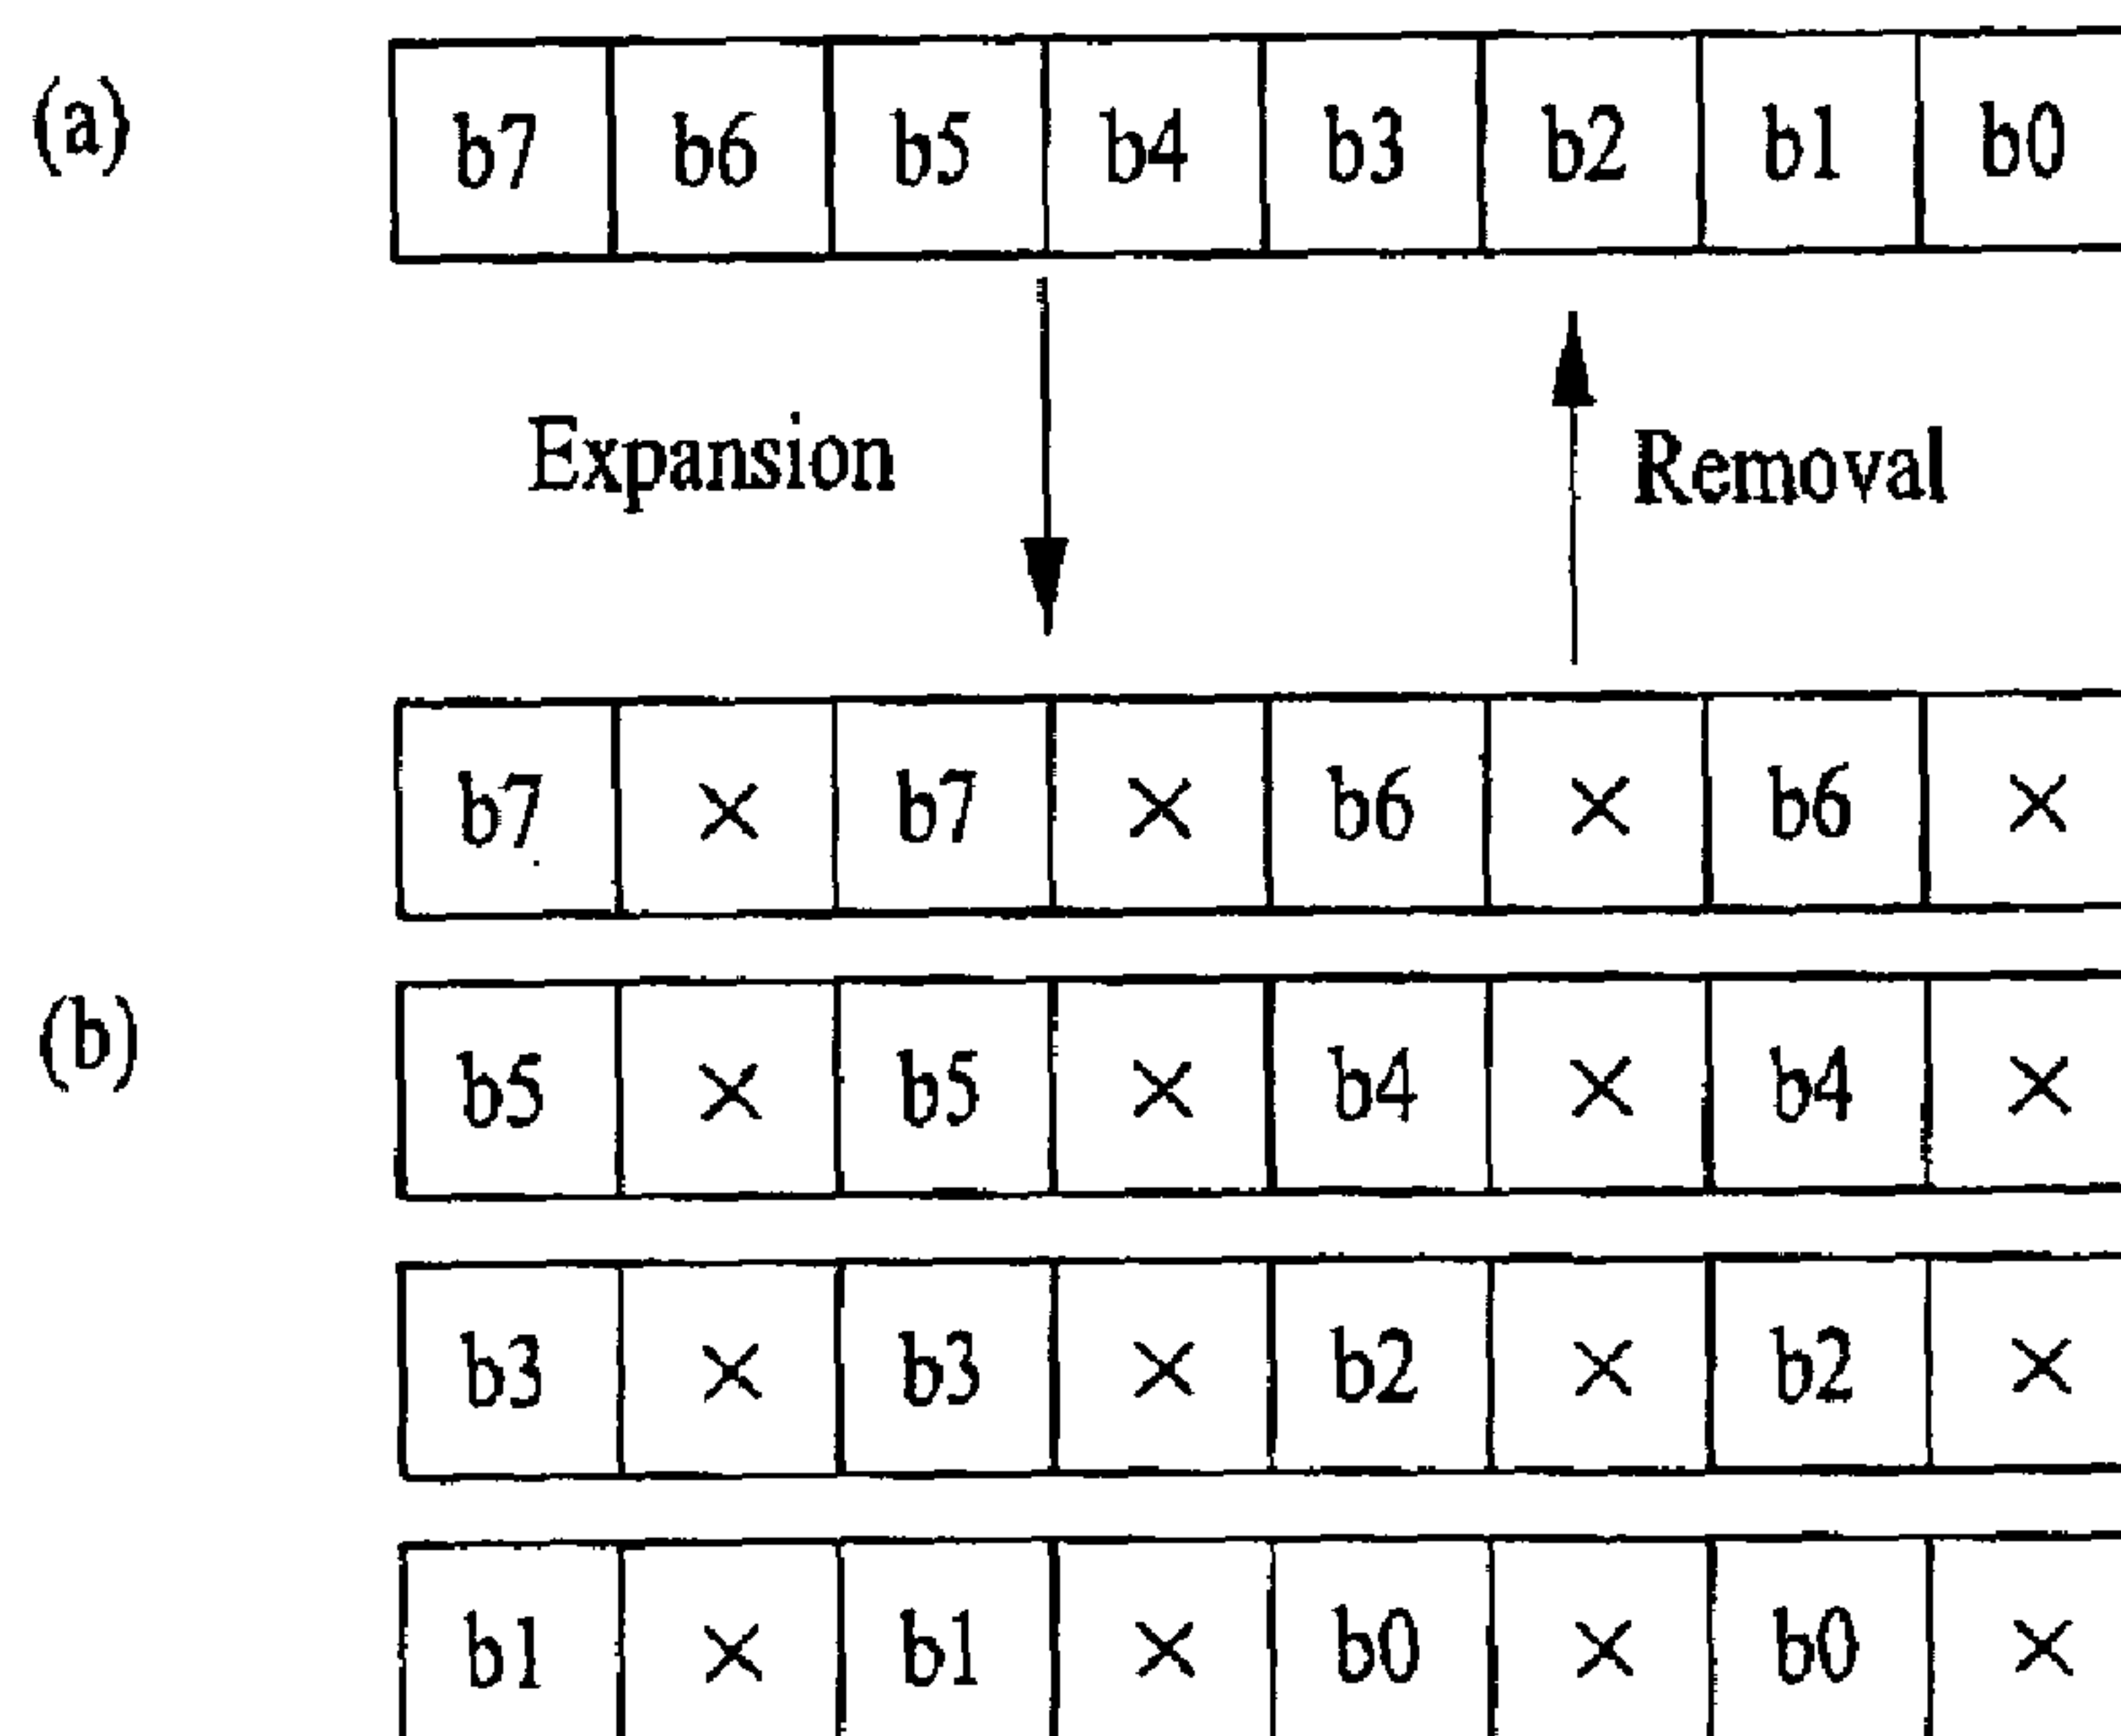 (a) b7 b6 b5 b4 b3 b2 b1 b0
Expansion Removal
b7 × b7 × b6 × b6 ×
(b) b5 × b5 × b4 × b4 ×
b3 × b3 × b2 × b2 ×
b1 × b1 × b0 × b0 ×